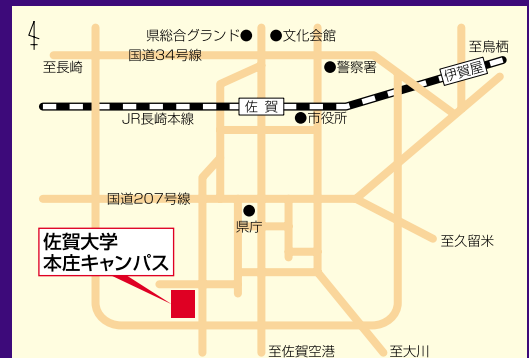 県総合グランド
文化会館
国道34号線
至鳥栖
至長崎
警察署
伊賀屋
佐賀
JR長崎本線
市役所
国道207号線
県庁
佐賀大学
本庄キャンパス
至久留米
至佐賀空港
至大川